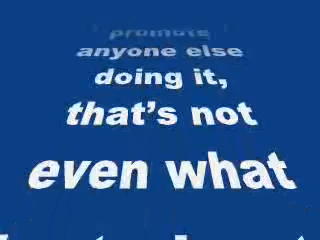 promote
anyone else
doing it,
that's not
even what